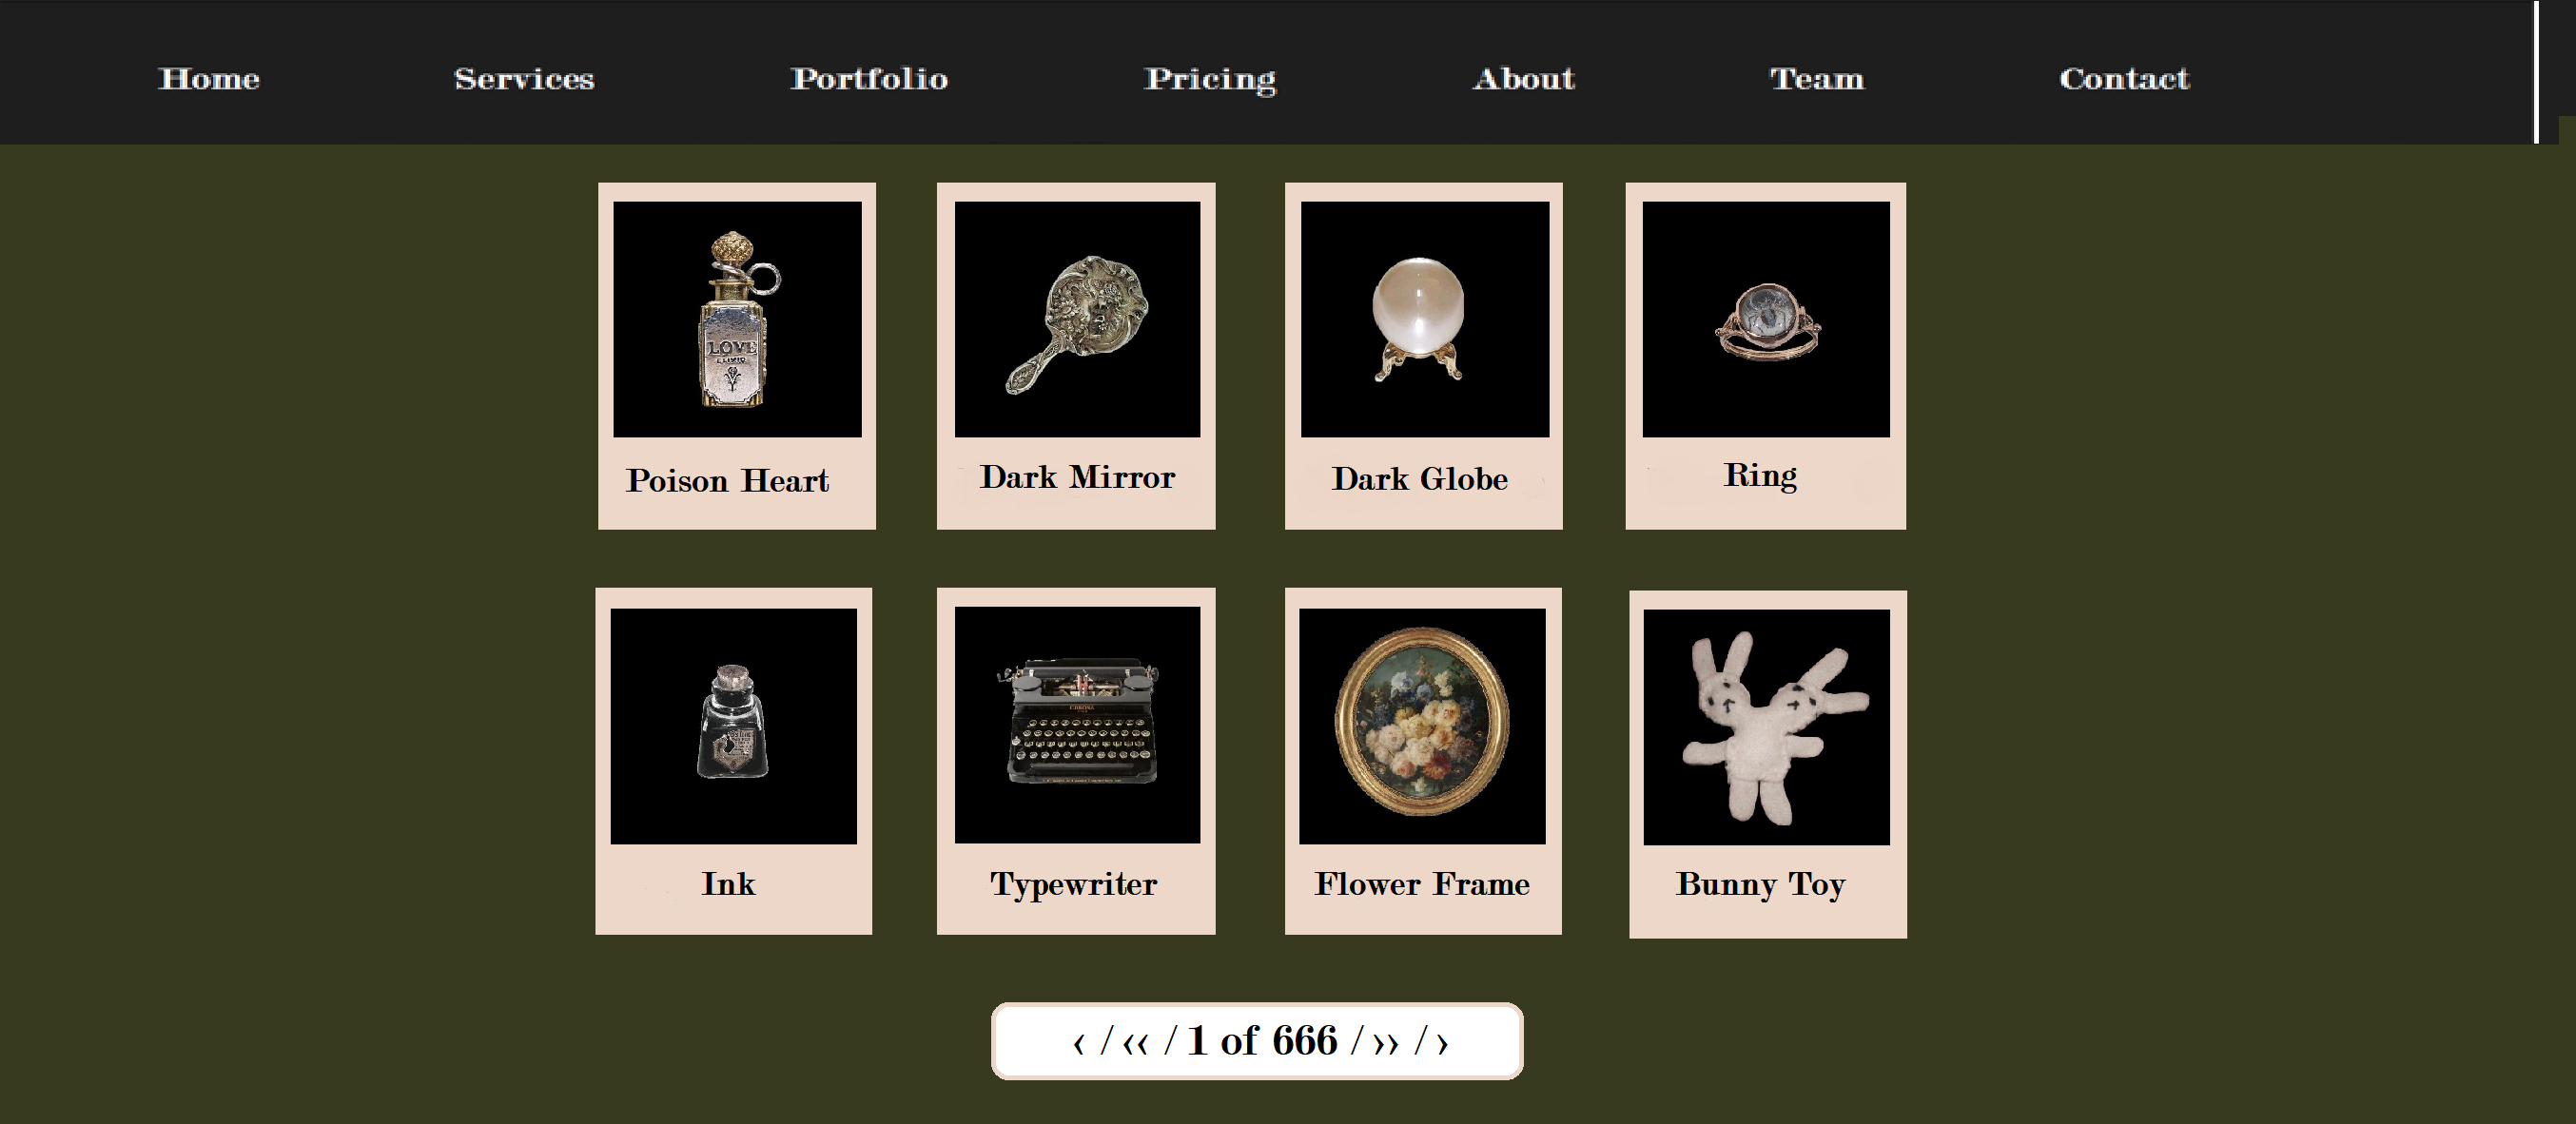 Home Services Portfolio Pricing About Team Contact
LOVE
Poison Heart Dark Mirror Dark Globe Ring
Ink Typewriter Flower Frame Bunny Toy
‹ / ‹‹ / 1 of 666 / ›› / ›